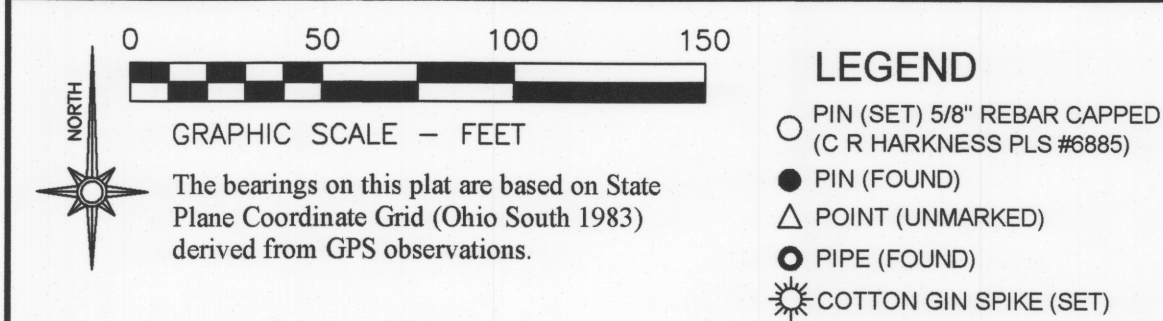 0 50 100 150
NORTH
GRAPHIC SCALE – FEET
The bearings on this plat are based on State
Plane Coordinate Grid (Ohio South 1983)
derived from GPS observations.
LEGEND
PIN (SET) 5/8" REBAR CAPPED
(C R HARKNESS PLS #6885)
PIN (FOUND)
POINT (UNMARKED)
PIPE (FOUND)
COTTON GIN SPIKE (SET)